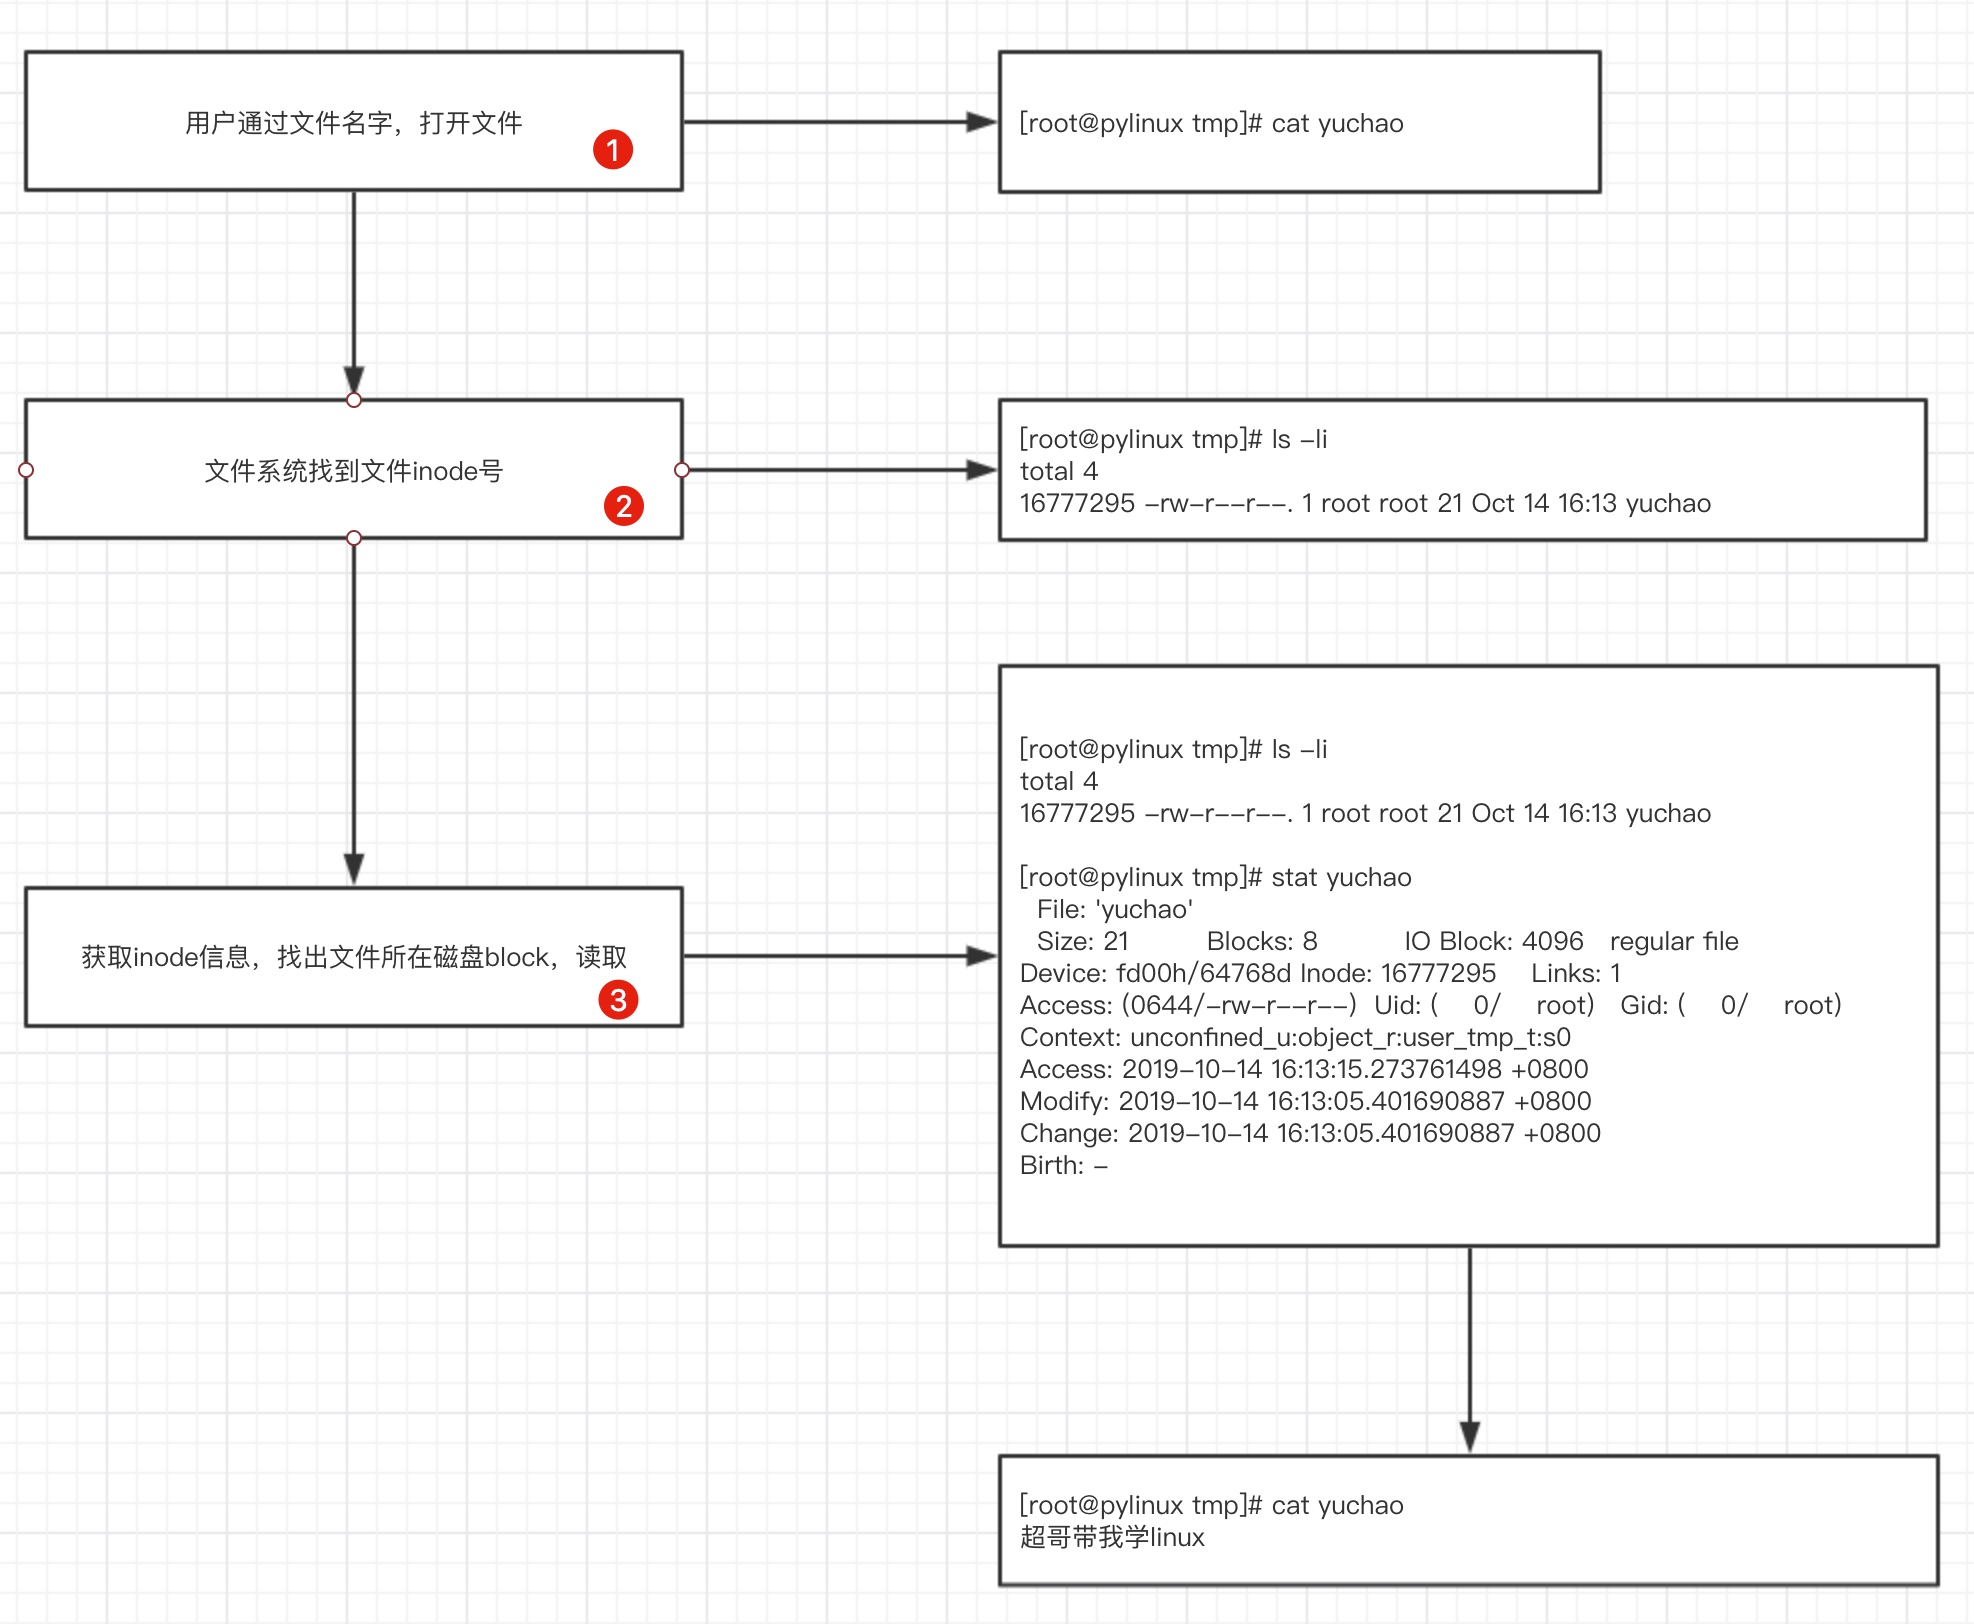 用户通过文件名字，打开文件
1
[root@pylinux tmp]# cat yuchao
文件系统找到文件inode号
2
[root@pylinux tmp]# ls -li
total 4
16777295 -rw-r--r--. 1 root root 21 Oct 14 16:13 yuchao
获取inode信息，找出文件所在磁盘block，读取
3
[root@pylinux tmp]# ls -li
total 4
16777295 -rw-r--r--. 1 root root 21 Oct 14 16:13 yuchao
[root@pylinux tmp]# stat yuchao
File: 'yuchao'
Size: 21 Blocks: 8 IO Block: 4096 regular file
Device: fd00h/64768d Inode: 16777295 Links: 1
Access: (0644/-rw-r--r--) Uid: ( 0/ root) Gid: ( 0/ root)
Context: unconfined_u:object_r:user_tmp_t:s0
Access: 2019-10-14 16:13:15.273761498 +0800
Modify: 2019-10-14 16:13:05.401690887 +0800
Change: 2019-10-14 16:13:05.401690887 +0800
Birth: -
[root@pylinux tmp]# cat yuchao
超哥带我学linux